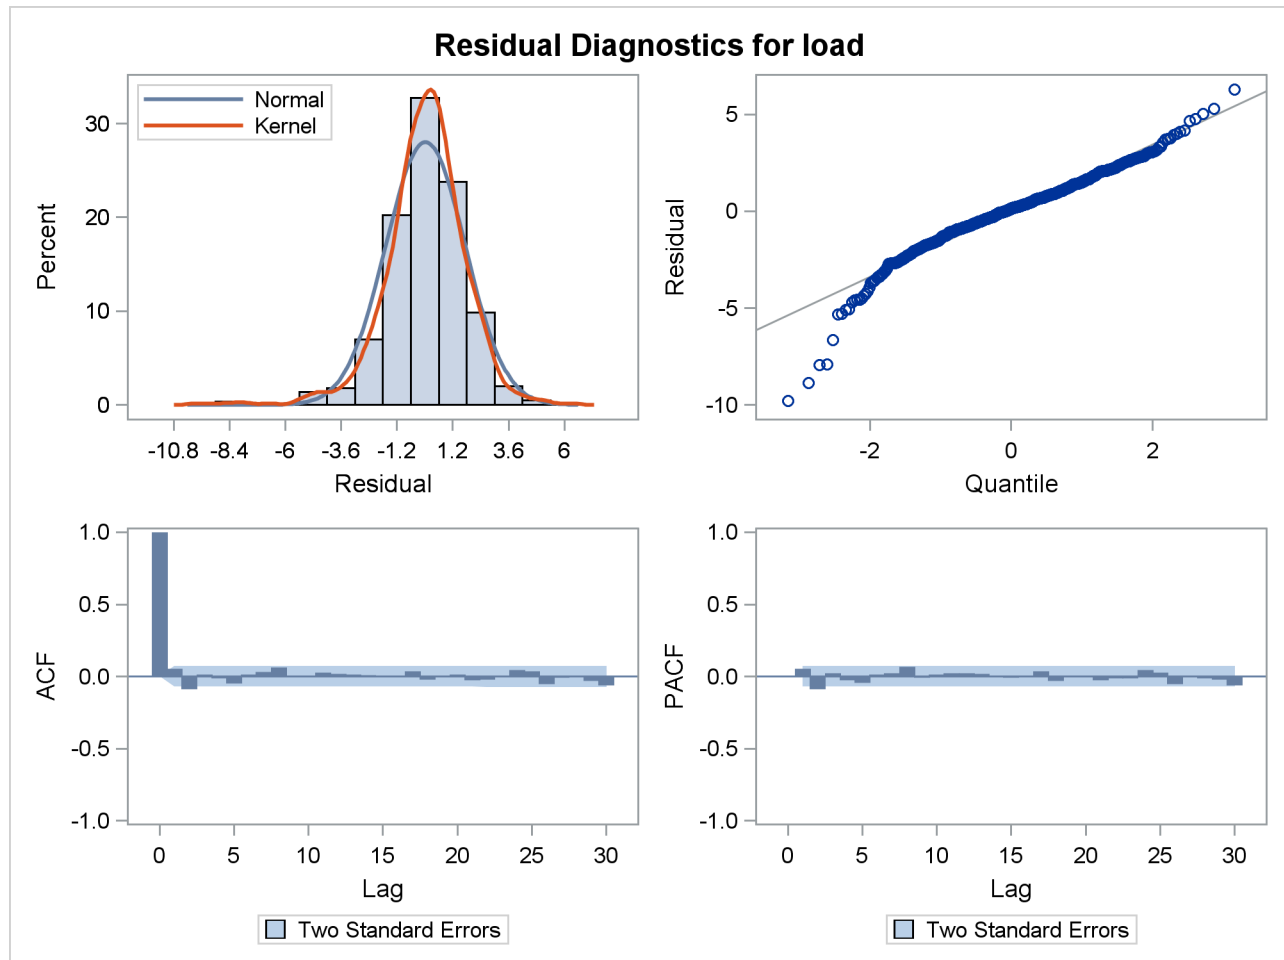 Residual Diagnostics for load
Normal
Kernel
Percent
30
20
10
0
-10.8 -8.4 -6 -3.6 -1.2 1.2 3.6 6
Residual
Residual
5
0
-5
-10
-2 0 2
Quantile
ACF
1.0
0.5
0.0
-0.5
-1.0
0 5 10 15 20 25 30
Lag
Two Standard Errors
PACF
1.0
0.5
0.0
-0.5
-1.0
0 5 10 15 20 25 30
Lag
Two Standard Errors